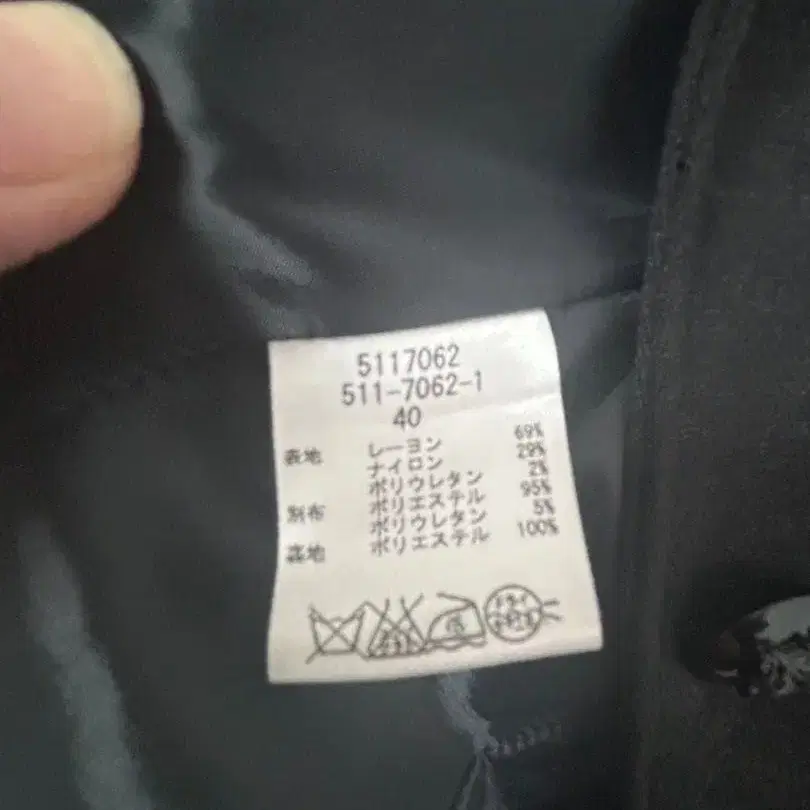 5117062
511-7062-1
40
表地 レーヨン 69%
ナイロン 29%
ポリウレタン 2%
別布 ポリエステル 95%
ポリウレタン 5%
裏地 ポリエステル 100%